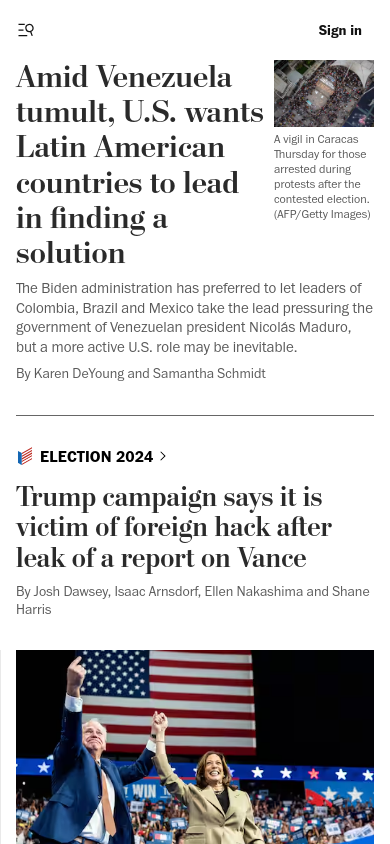 Sign in
Amid Venezuela
tumult, U.S. wants
Latin American
countries to lead
in finding a
solution
A vigil in Caracas
Thursday for those
arrested during
protests after the
contested election.
(AFP/Getty Images)
The Biden administration has preferred to let leaders of
Colombia, Brazil and Mexico take the lead pressuring the
government of Venezuelan president Nicolás Maduro,
but a more active U.S. role may be inevitable.
By Karen DeYoung and Samantha Schmidt
ELECTION 2024
Trump campaign says it is
victim of foreign hack after
leak of a report on Vance
By Josh Dawsey, Isaac Arnsdorf, Ellen Nakashima and Shane
Harris
WIN